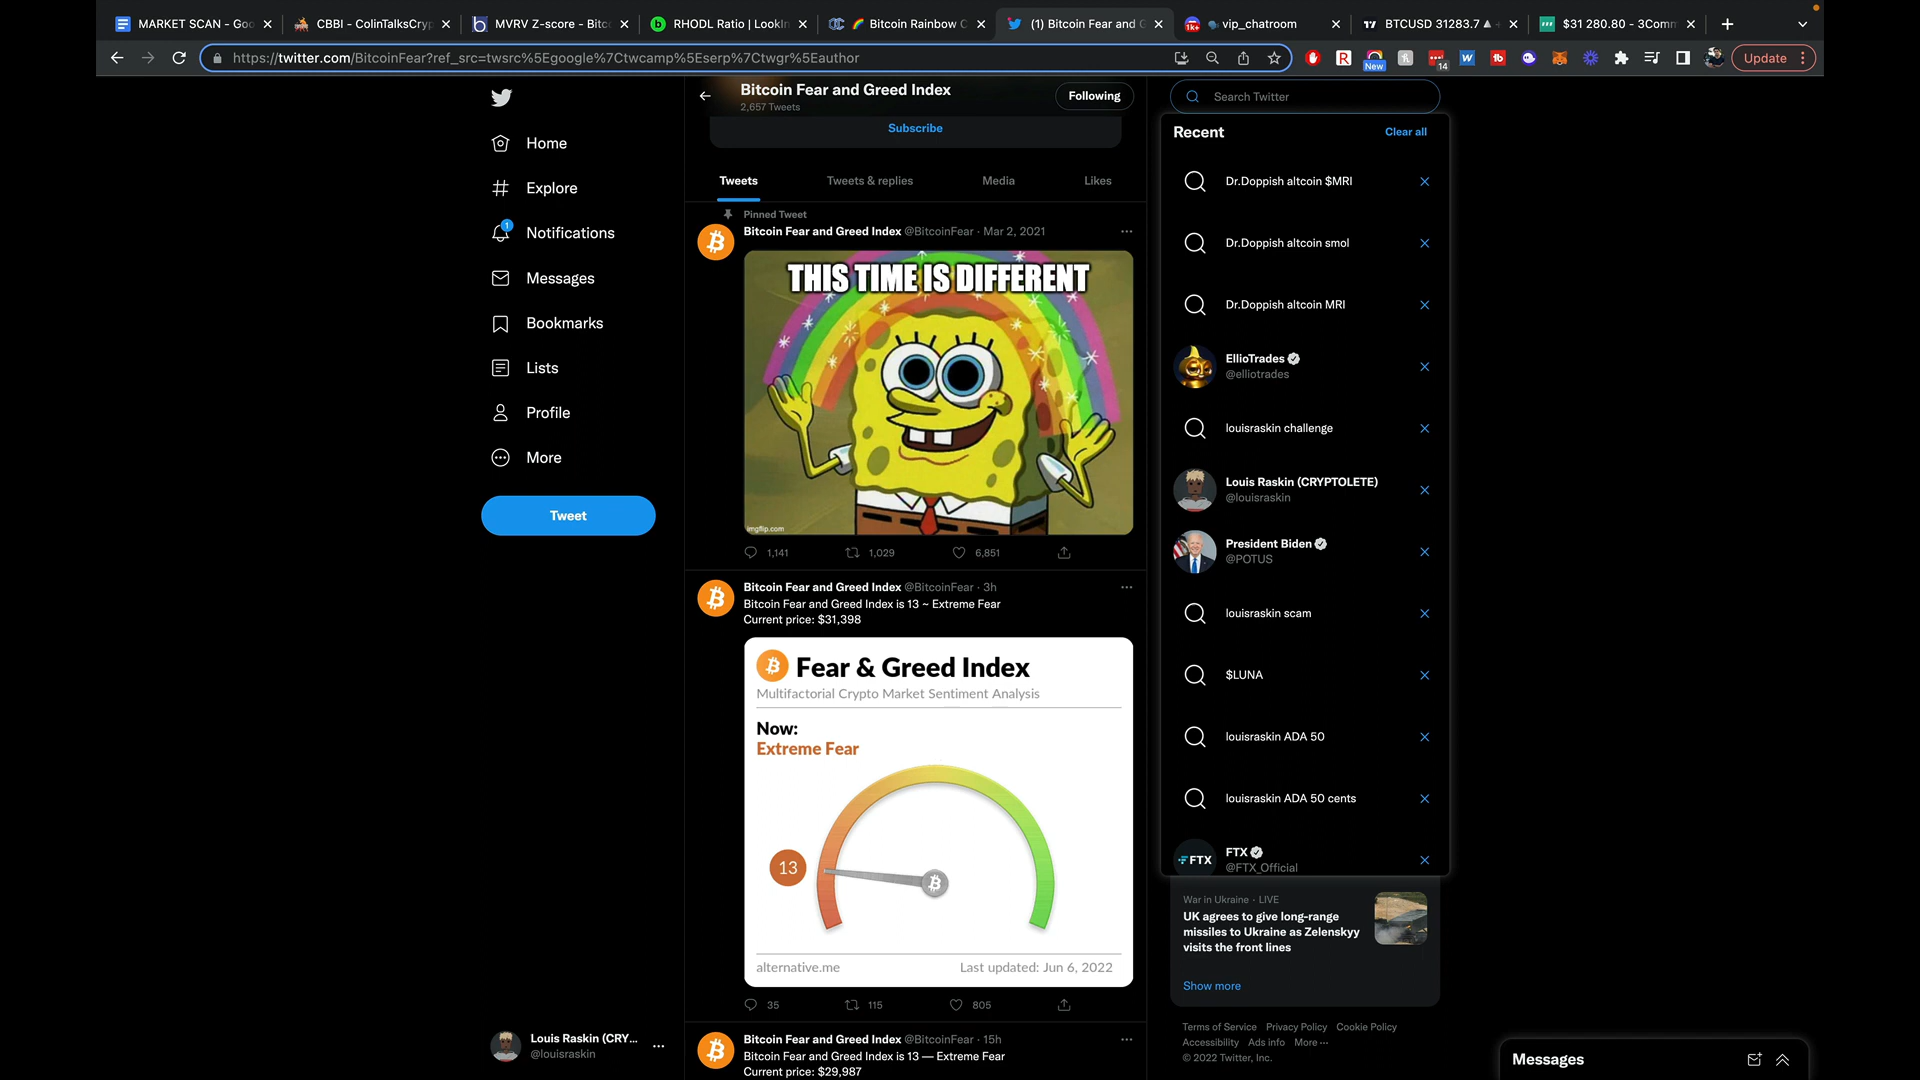 MARKET SCAN - Goo
CBBI - ColinTalksCryp
MVRV Z-score - Bitc
RHODL Ratio | LookIn
Bitcoin Rainbow C
(1) Bitcoin Fear and G
vip_chatroom
BTCUSD 31283.7
$31 280.80 - 3Comm
https://twitter.com/BitcoinFear?ref_src=twsrc%5Egoogle%7Ctwcamp%5Eserp%7Ctwgr%5Eauthor
New
14
Update
Home
Explore
1
Notifications
Messages
Bookmarks
Lists
Profile
More
Tweet
Louis Raskin (CRY...
@louisraskin
Bitcoin Fear and Greed Index
2,657 Tweets
Following
Subscribe
Tweets
Tweets & replies
Media
Likes
Pinned Tweet
Bitcoin Fear and Greed Index @BitcoinFear · Mar 2, 2021
THIS TIME IS DIFFERENT
imgflip.com
1,141
1,029
6,851
Bitcoin Fear and Greed Index @BitcoinFear · 3h
Bitcoin Fear and Greed Index is 13 ~ Extreme Fear
Current price: $31,398
Fear & Greed Index
Multifactorial Crypto Market Sentiment Analysis
Now:
Extreme Fear
13
alternative.me
Last updated: Jun 6, 2022
35
115
805
Bitcoin Fear and Greed Index @BitcoinFear · 15h
Bitcoin Fear and Greed Index is 13 — Extreme Fear
Current price: $29,987
Search Twitter
Recent
Clear all
Dr.Doppish altcoin $MRI
Dr.Doppish altcoin smol
Dr.Doppish altcoin MRI
EllioTrades
@elliotrades
louisraskin challenge
Louis Raskin (CRYPTOLETE)
@louisraskin
President Biden
@POTUS
louisraskin scam
$LUNA
louisraskin ADA 50
louisraskin ADA 50 cents
FTX
FTX
@FTX_Official
War in Ukraine · LIVE
UK agrees to give long-range
missiles to Ukraine as Zelenskyy
visits the front lines
Show more
Terms of Service Privacy Policy Cookie Policy
Accessibility Ads info More ···
© 2022 Twitter, Inc.
Messages